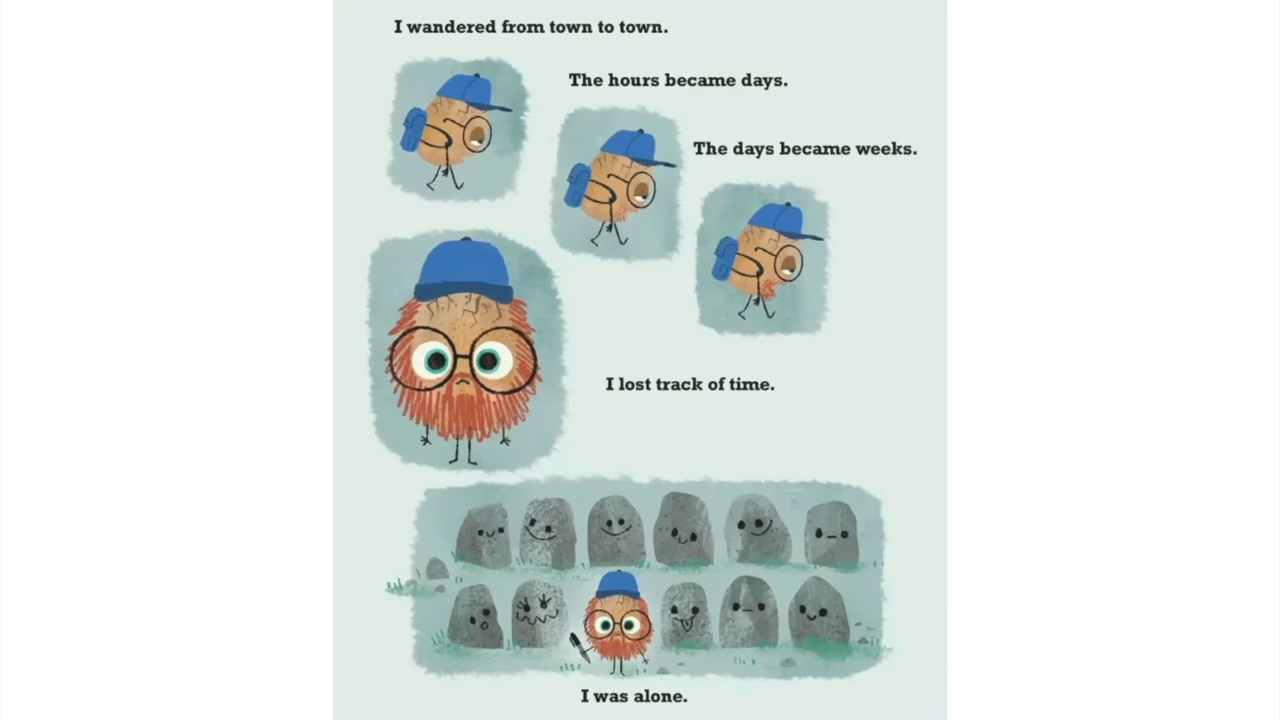 I wandered from town to town.
The hours became days.
The days became weeks.
I lost track of time.
I was alone.